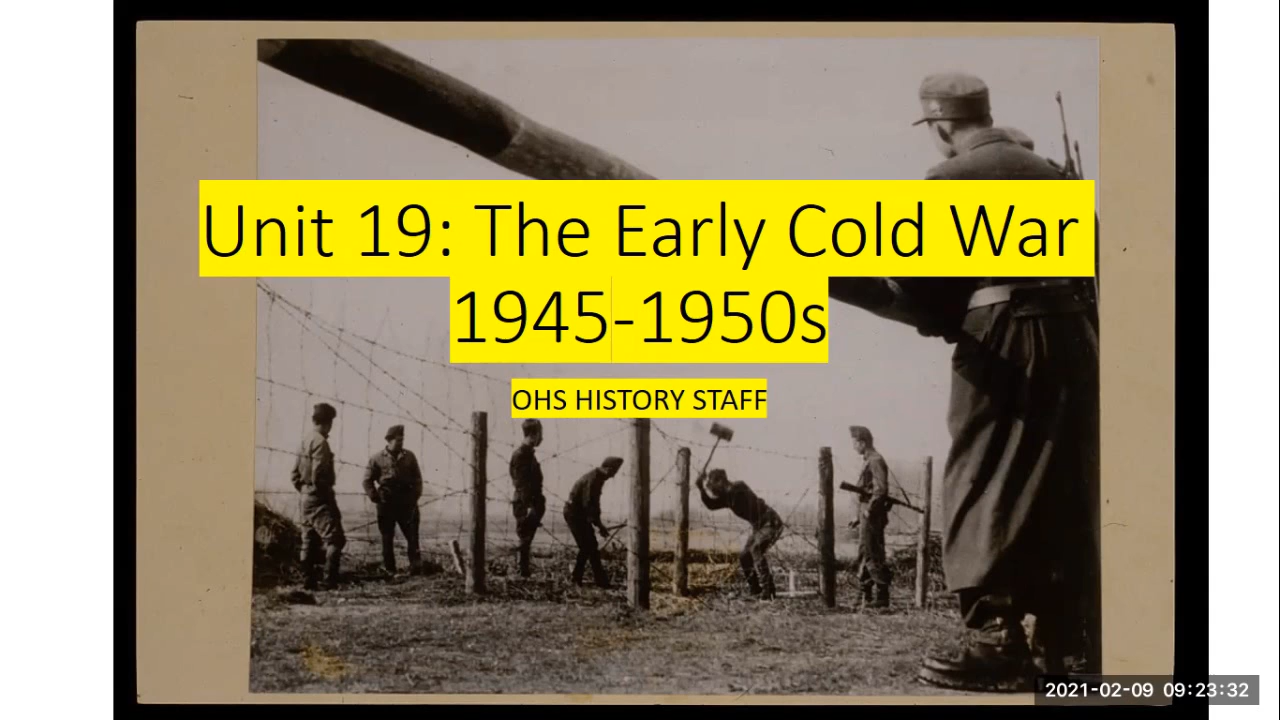 Unit 19: The Early Cold War
1945-1950s
OHS HISTORY STAFF
2021-02-09 09:23:32